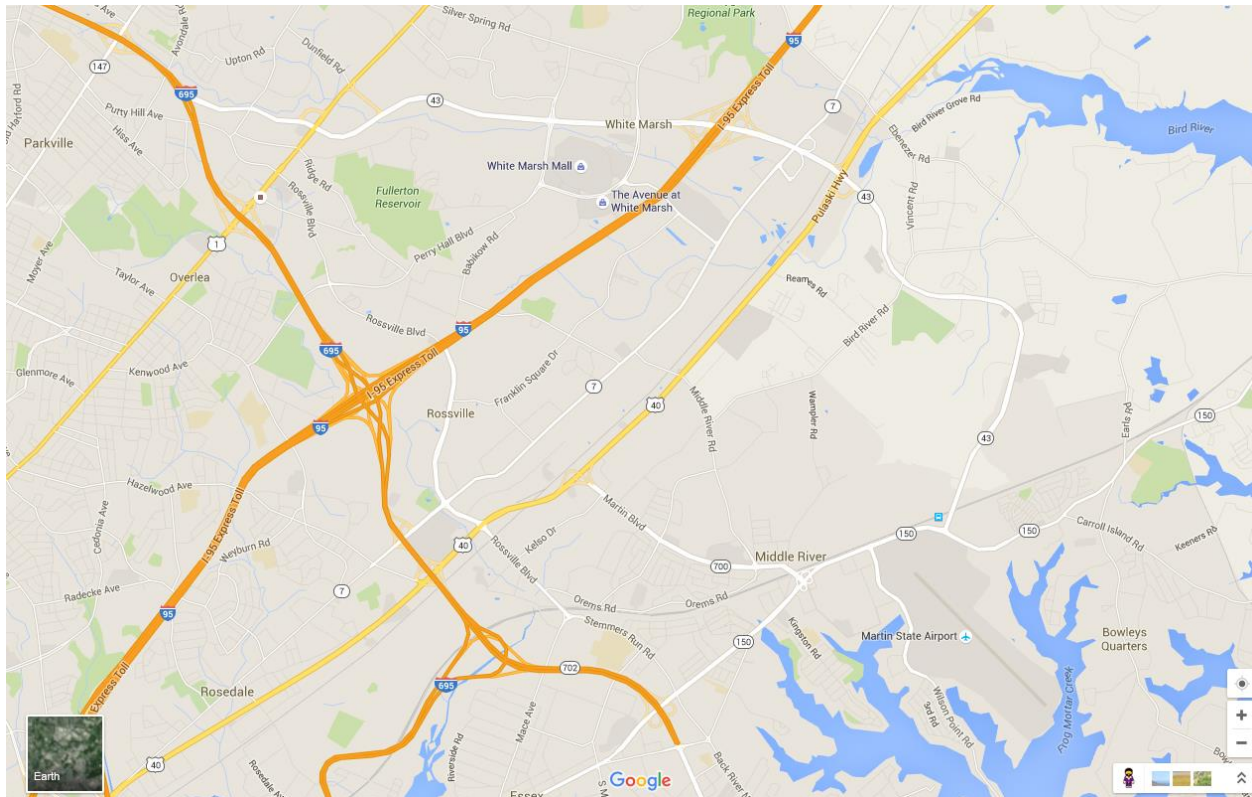 Avondale Rd
Silver Spring Rd
Regional Park
95
Dunfield Rd
Upton Rd
147
695
43
I-95 Express Toll
7
Old Harford Rd
Putty Hill Ave
White Marsh
Bird River Grove Rd
Bird River
Parkville
Hiss Ave
Ebenezer Rd
White Marsh Mall
Ridge Rd
Rossville Blvd
Fullerton
Reservoir
The Avenue at
White Marsh
Pulaski Hwy
43
Vincent Rd
1
Moyer Ave
Perry Hall Blvd
Babikow Rd
Taylor Ave
Overlea
Reames Rd
Bird River Rd
Rossville Blvd
95
695
I-95 Express Toll
Glenmore Ave
Kenwood Ave
Franklin Square Dr
7
40
Middle River Rd
Wampler Rd
Earls Rd
150
Rossville
95
43
Hazelwood Ave
Cedonia Ave
I-95 Express Toll
Martin Blvd
Weyburn Rd
40
Rossville Blvd
Kelso Dr
150
150
Carroll Island Rd
Keeners Rd
Middle River
700
Radecke Ave
7
95
Orems Rd
Orems Rd
Stemmers Run Rd
Kingston Rd
150
Martin State Airport
Bowleys
Quarters
Express Toll
Rosedale
695
702
Wilson Point Rd
3rd Rd
Frog Mortar Creek
Mace Ave
Riverside Rd
Earth
40
Rosedale Ave
Google
Essex